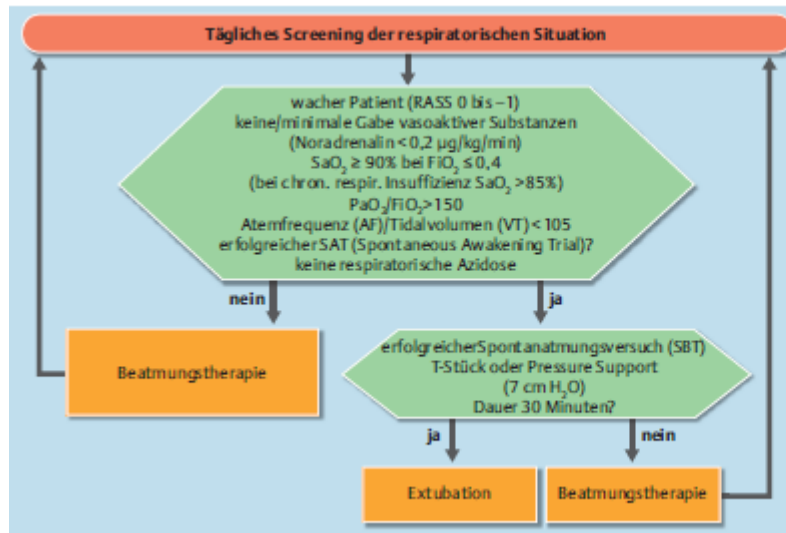 Tägliches Screening der respiratorischen Situation
wacher Patient (RASS 0 bis –1)
keine/minimale Gabe vasoaktiver Substanzen
(Noradrenalin < 0,2 µg/kg/min)
SaO₂ ≥ 90% bei FiO₂ ≤ 0,4
(bei chron. respir. Insuffizienz SaO₂ >85%)
PaO₂/FiO₂>150
Atemfrequenz (AF)/Tidalvolumen (VT) < 105
erfolgreicher SAT (Spontaneous Awakening Trial)?
keine respiratorische Azidose
nein
ja
Beatmungstherapie
erfolgreicherSpontanatmungsversuch (SBT)
T-Stück oder Pressure Support
(7 cm H₂O)
Dauer 30 Minuten?
ja
nein
Extubation
Beatmungstherapie